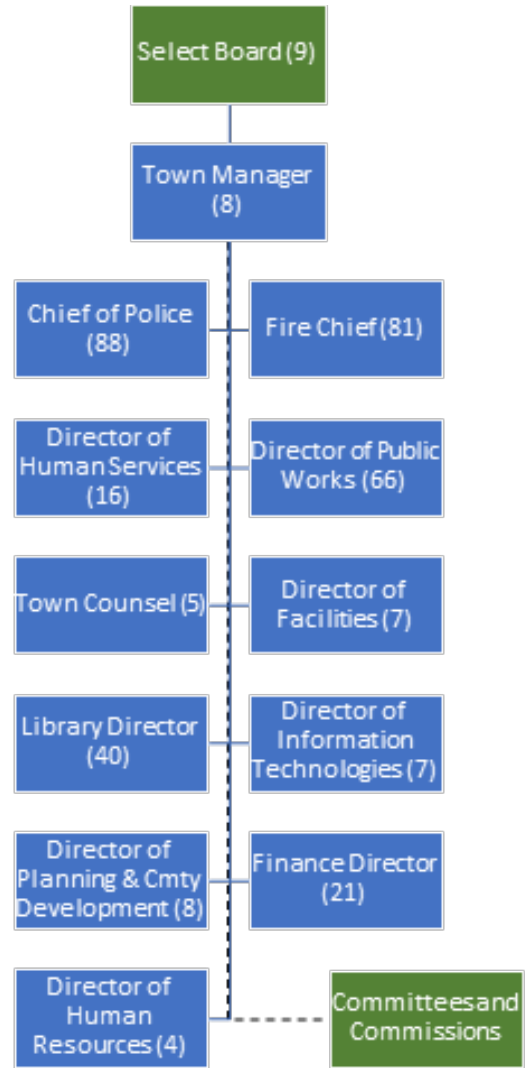 Select Board (9)
Town Manager
(8)
Chief of Police
(88)
Fire Chief (81)
Director of
Human Services
(16)
Director of Public
Works (66)
Town Counsel (5)
Director of
Facilities (7)
Library Director
(40)
Director of
Information
Technologies (7)
Director of
Planning & Cmty
Development (8)
Finance Director
(21)
Director of
Human
Resources (4)
Committees and
Commissions